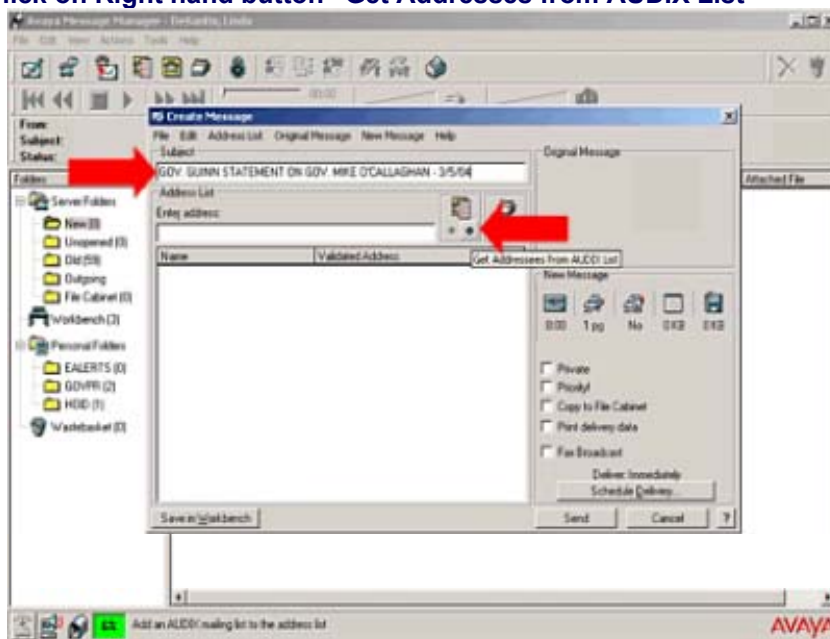 Click on Right hand button "Get Addresses from AUDIX List"
Avaya Message Manager - DeSantis, Linda
File Edit View Actions Tools Help
00:00
From:
Subject:
Status:
Folders
Attached File
Server Folders
New (0)
Unopened (0)
Old (59)
Outgoing
File Cabinet (0)
Workbench (3)
Personal Folders
EALERTS (0)
GOVPR (2)
HOID (1)
Wastebasket (0)
Create Message
File Edit Address List Original Message New Message Help
Subject
GOV. GUINN STATEMENT ON GOV. MIKE O'CALLAGHAN - 3/5/04
Address List
Enter address:
Name Validated Address
Get Addressees from AUDIX List
Original Message
New Message
0:00 1 pg No 0 KB 0 KB
Private
Priority!
Copy to File Cabinet
Print delivery data
Fax Broadcast
Deliver: Immediately
Schedule Delivery...
Save in Workbench
Send Cancel ?
Add an AUDIX mailing list to the address list
AVAYA